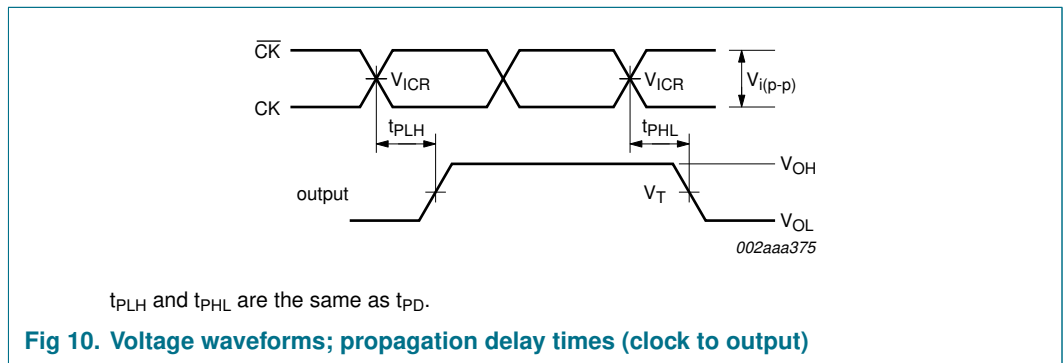 CK
V_ICR
V_ICR
V_i(p-p)
CK
t_PLH
t_PHL
V_OH
output
V_T
V_OL
002aaa375
t_PLH and t_PHL are the same as t_PD.
Fig 10. Voltage waveforms; propagation delay times (clock to output)